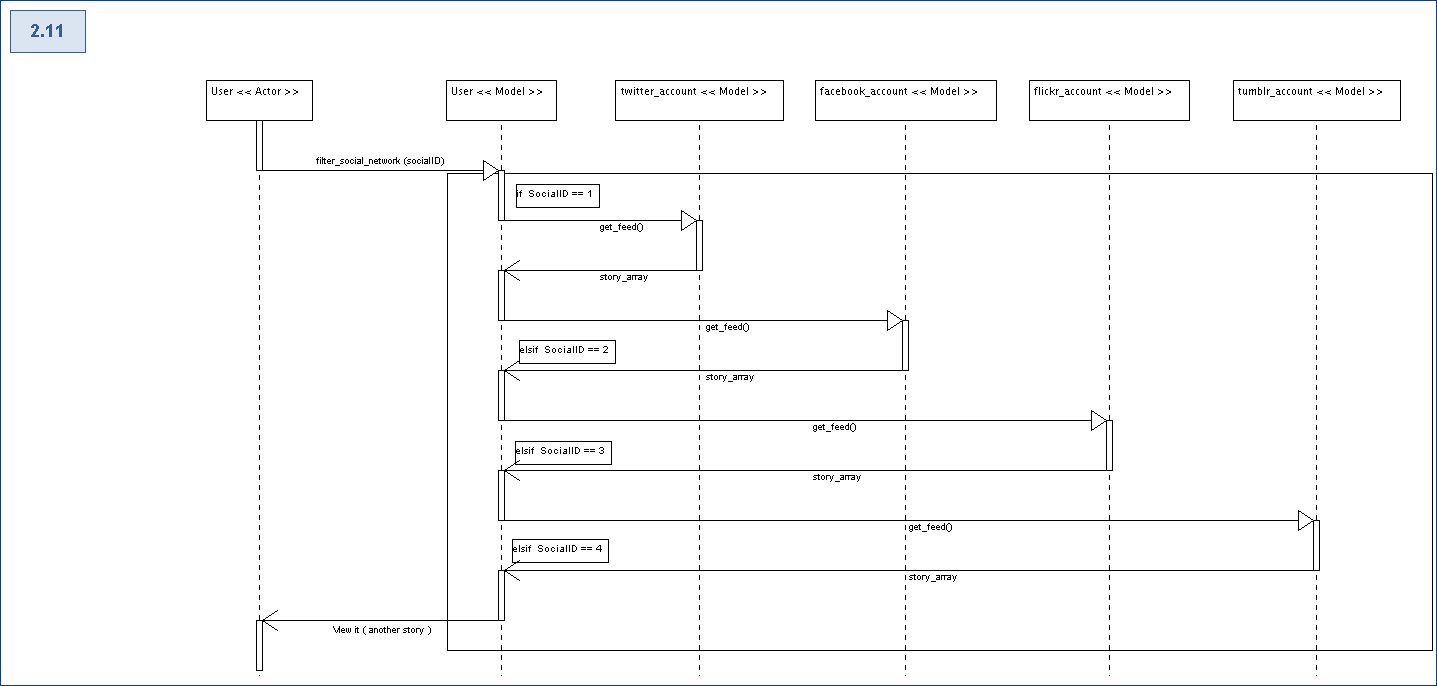 2.11
User << Actor >>
User << Model >>
twitter_account << Model >>
facebook_account << Model >>
flickr_account << Model >>
tumblr_account << Model >>
filter_social_network (socialID)
if SocialID == 1
get_feed()
story_array
get_feed()
elsif SocialID == 2
story_array
get_feed()
elsif SocialID == 3
story_array
get_feed()
elsif SocialID == 4
story_array
View it ( another story )